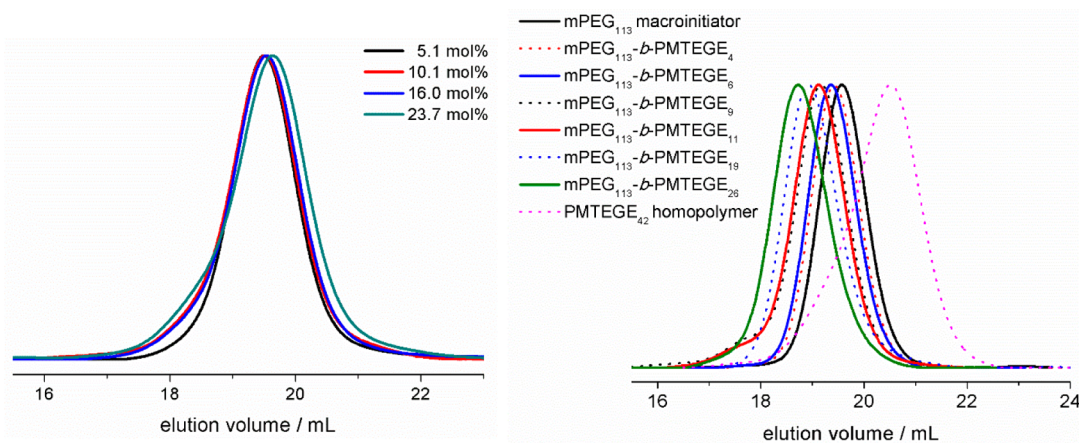 5.1 mol%
10.1 mol%
16.0 mol%
23.7 mol%
16 18 20 22
elution volume / mL
mPEG₁₁₃ macroinitiator
mPEG₁₁₃-b-PMTEGE₄
mPEG₁₁₃-b-PMTEGE₆
mPEG₁₁₃-b-PMTEGE₉
mPEG₁₁₃-b-PMTEGE₁₁
mPEG₁₁₃-b-PMTEGE₁₉
mPEG₁₁₃-b-PMTEGE₂₆
PMTEGE₄₂ homopolymer
16 18 20 22 24
elution volume / mL